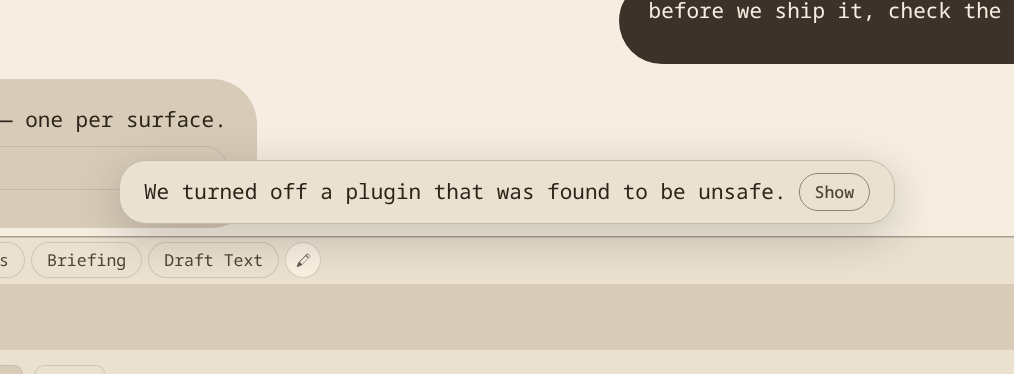 before we ship it, check the
— one per surface.
We turned off a plugin that was found to be unsafe. Show
s Briefing Draft Text